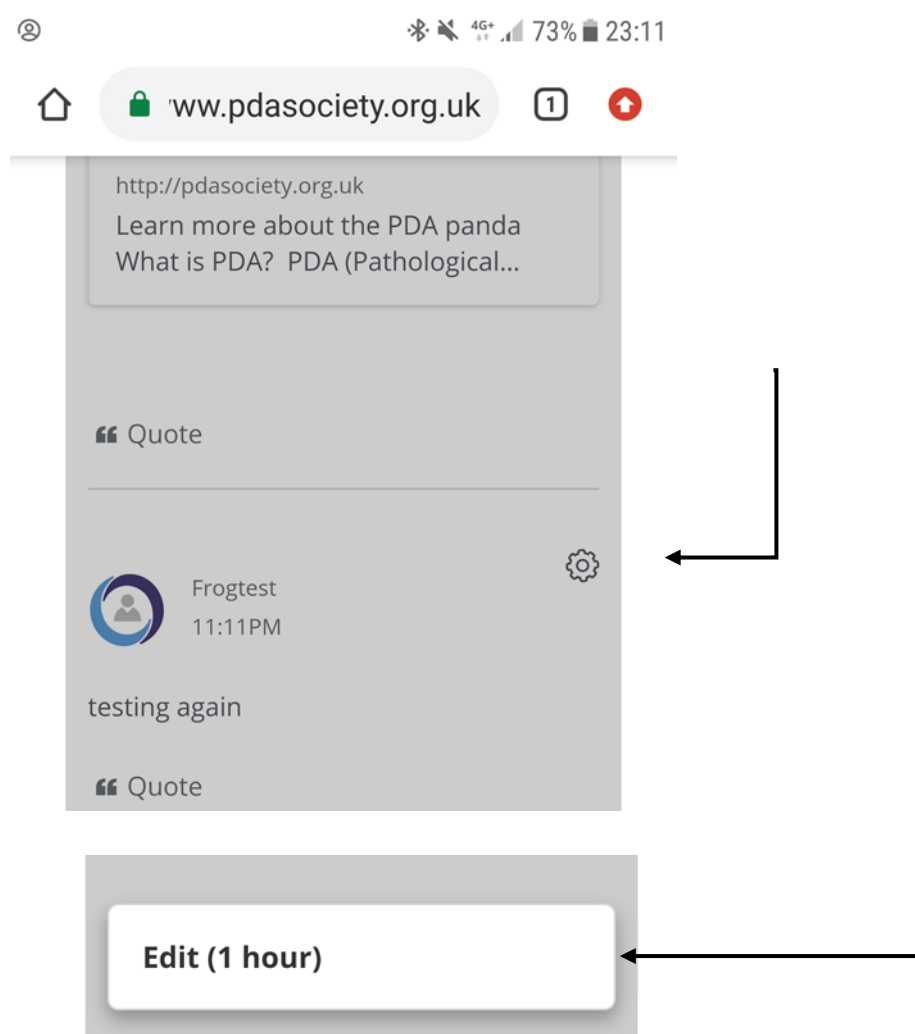 4G+ 73% 23:11
ww.pdasociety.org.uk 1
http://pdasociety.org.uk
Learn more about the PDA panda
What is PDA? PDA (Pathological...
❝ Quote
Frogtest
11:11PM
testing again
❝ Quote
Edit (1 hour)